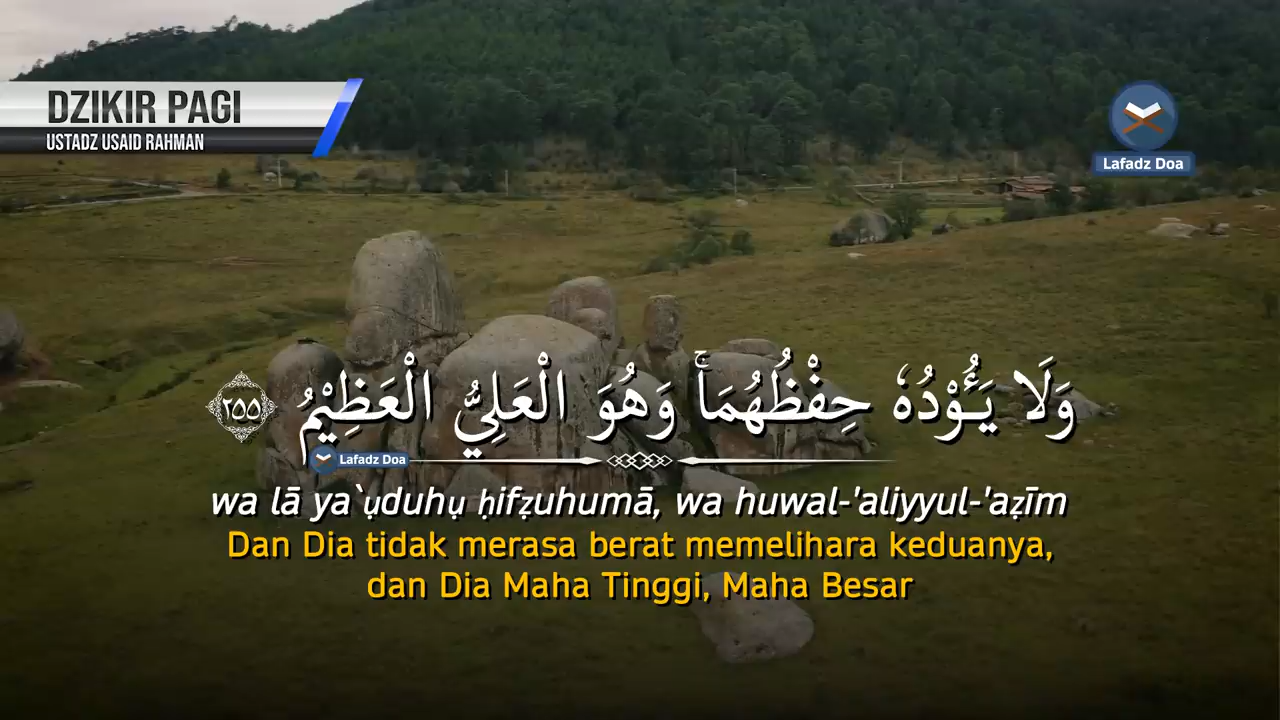 DZIKIR PAGI
USTADZ USAID RAHMAN
Lafadz Doa
وَلَا يَـُٔوْدُهٗ حِفْظُهُمَاۚ وَهُوَ الْعَلِيُّ الْعَظِيْمُ ٢٥٥
Lafadz Doa
wa lā ya`ụduhụ ḥifẓuhumā, wa huwal-'aliyyul-'aẓīm
Dan Dia tidak merasa berat memelihara keduanya,
dan Dia Maha Tinggi, Maha Besar